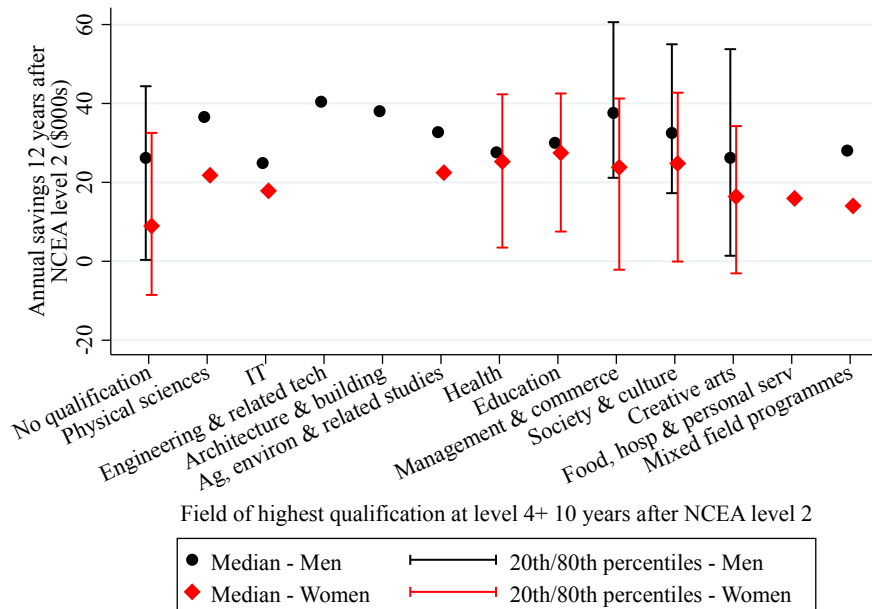 Annual savings 12 years after
NCEA level 2 ($000s)
60
40
20
0
-20
No qualification
Physical sciences
IT
Engineering & related tech
Architecture & building
Ag, environ & related studies
Health
Education
Management & commerce
Society & culture
Creative arts
Food, hosp & personal serv
Mixed field programmes
Field of highest qualification at level 4+ 10 years after NCEA level 2
Median - Men
20th/80th percentiles - Men
Median - Women
20th/80th percentiles - Women